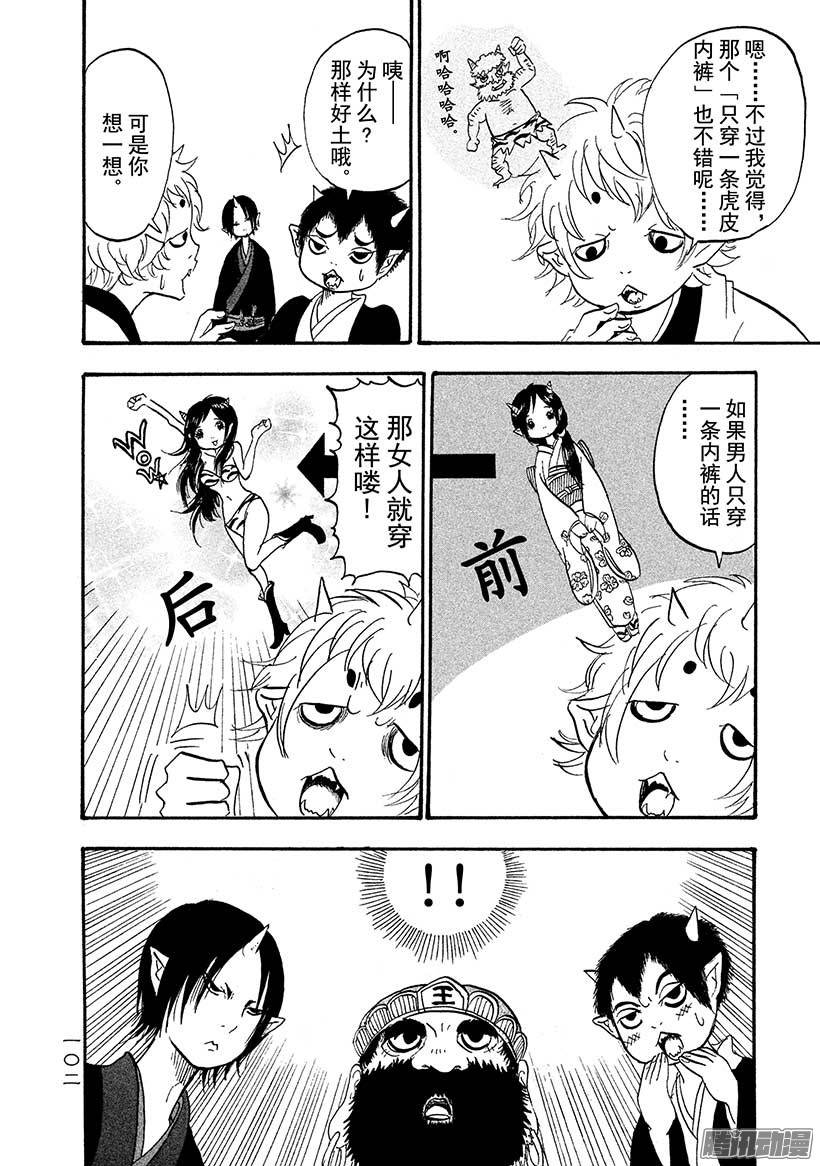 嗯……不过我觉得，
那个「只穿一条虎皮
内裤」也不错呢……
啊哈哈哈哈。
咦——
为什么？
那样好土哦。
可是你
想一想。
如果男人只穿
一条内裤的话
……
前
那女人就穿
这样喽！
WOW
后
!!
王
101
腾讯动漫